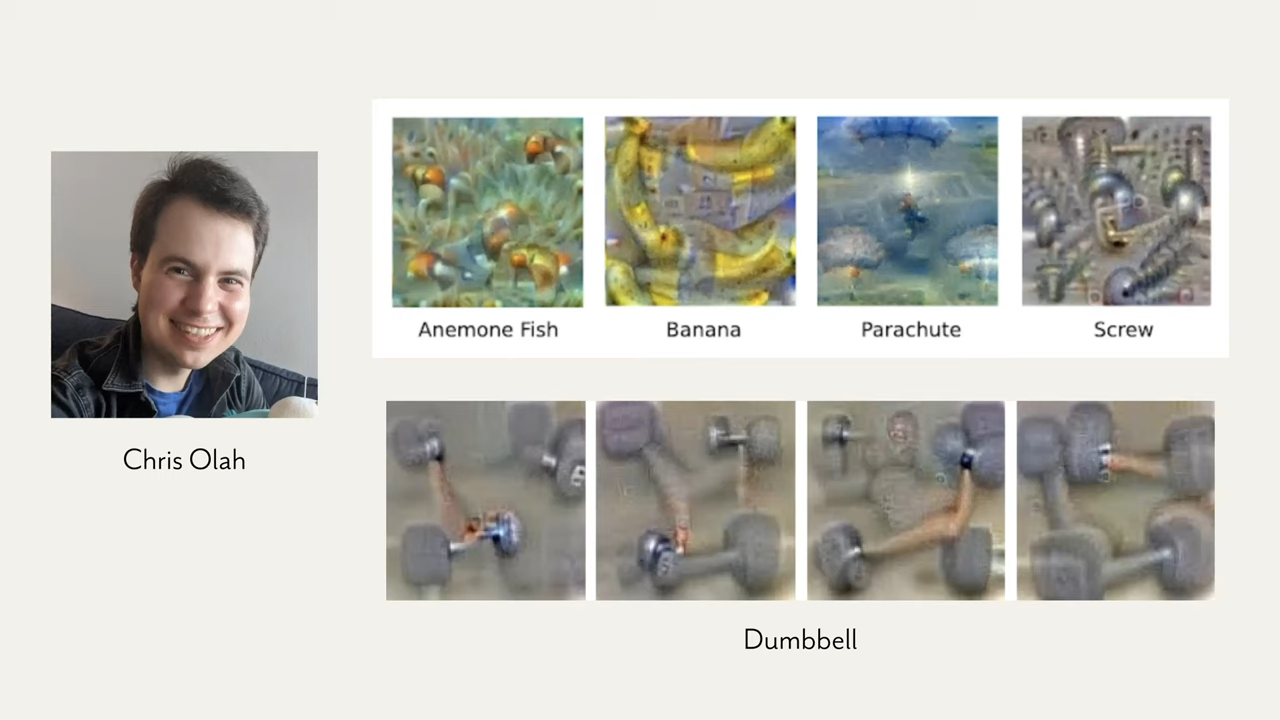 Anemone Fish
Banana
Parachute
Screw
Chris Olah
Dumbbell